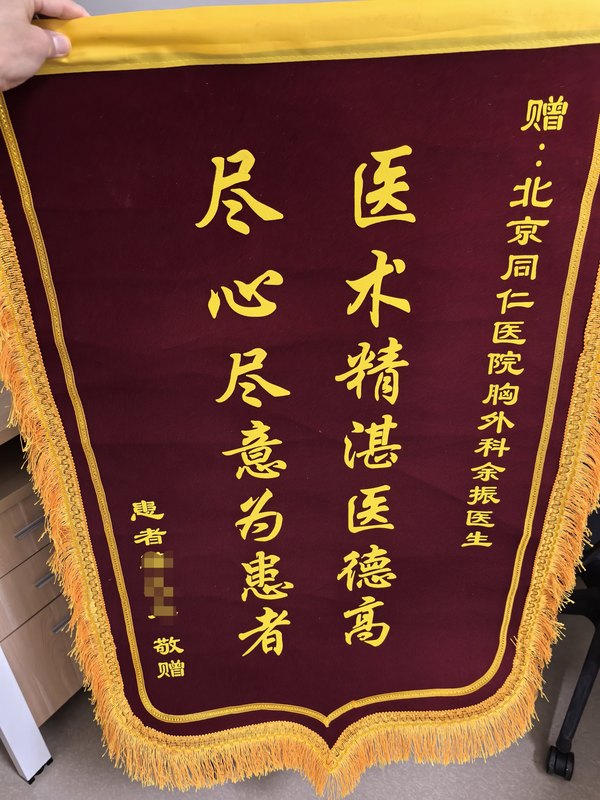 赠：北京同仁医院胸外科余振医生
医术精湛医德高
尽心尽意为患者
患者
敬赠